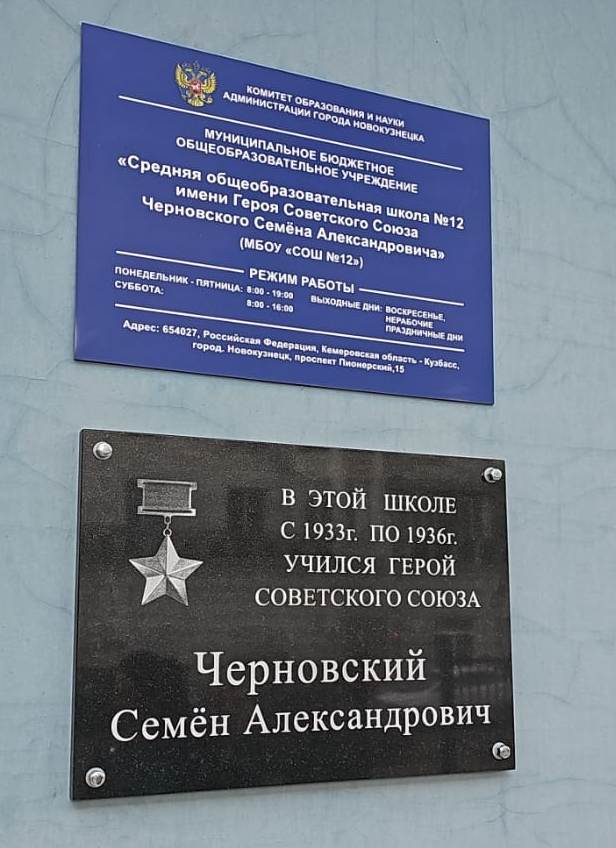 КОМИТЕТ ОБРАЗОВАНИЯ И НАУКИ
АДМИНИСТРАЦИИ ГОРОДА НОВОКУЗНЕЦКА
МУНИЦИПАЛЬНОЕ БЮДЖЕТНОЕ
ОБЩЕОБРАЗОВАТЕЛЬНОЕ УЧРЕЖДЕНИЕ
«Средняя общеобразовательная школа №12
имени Героя Советского Союза
Черновского Семёна Александровича»
(МБОУ «СОШ №12»)
РЕЖИМ РАБОТЫ
ПОНЕДЕЛЬНИК - ПЯТНИЦА: 8:00 - 19:00
СУББОТА: 8:00 - 16:00
ВЫХОДНЫЕ ДНИ: ВОСКРЕСЕНЬЕ,
НЕРАБОЧИЕ
ПРАЗДНИЧНЫЕ ДНИ
Адрес: 654027, Российская Федерация, Кемеровская область - Кузбасс,
город. Новокузнецк, проспект Пионерский,15
В ЭТОЙ ШКОЛЕ
С 1933г. ПО 1936г.
УЧИЛСЯ ГЕРОЙ
СОВЕТСКОГО СОЮЗА
Черновский
Семён Александрович